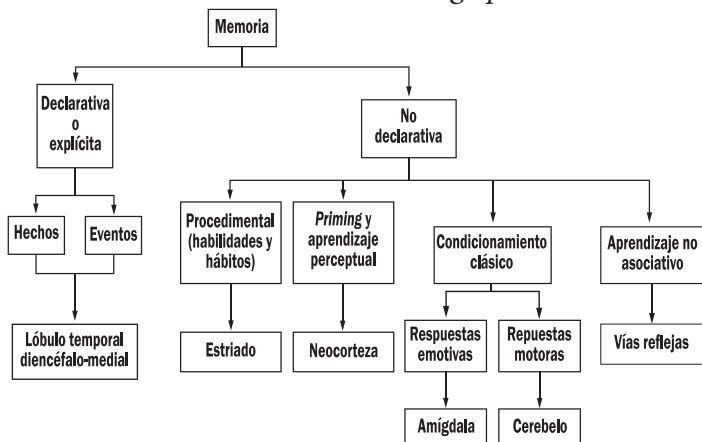 Memoria
Declarativa
o
explícita
No
declarativa
Hechos
Eventos
Procedimental
(habilidades y
hábitos)
Priming y
aprendizaje
perceptual
Condicionamiento
clásico
Aprendizaje no
asociativo
Lóbulo temporal
diencéfalo-medial
Estriado
Neocorteza
Respuestas
emotivas
Repuestas
motoras
Vías reflejas
Amígdala
Cerebelo